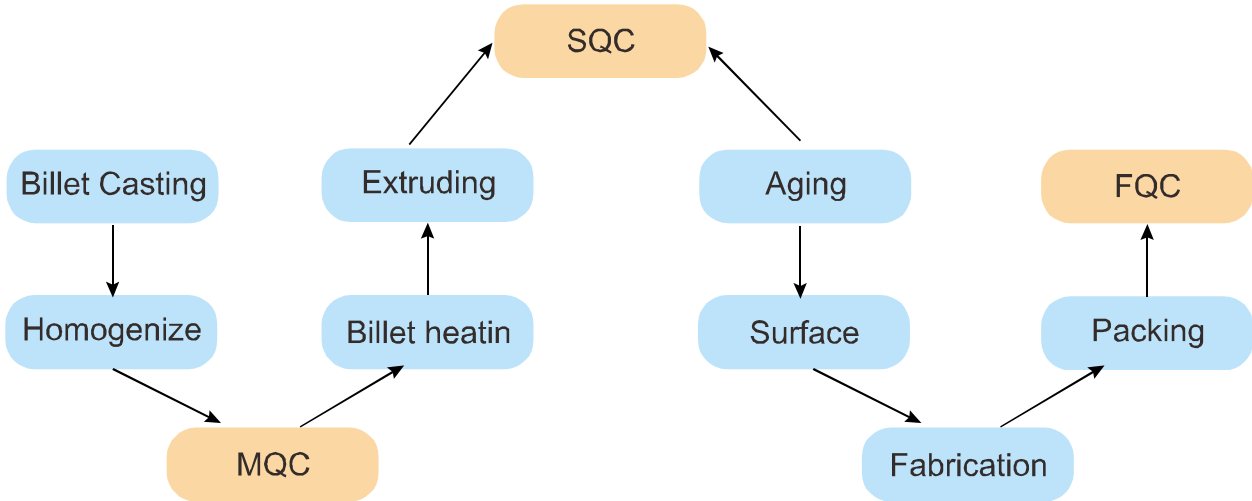 SQC
Billet Casting
Extruding
Aging
FQC
Homogenize
Billet heatin
Surface
Packing
MQC
Fabrication